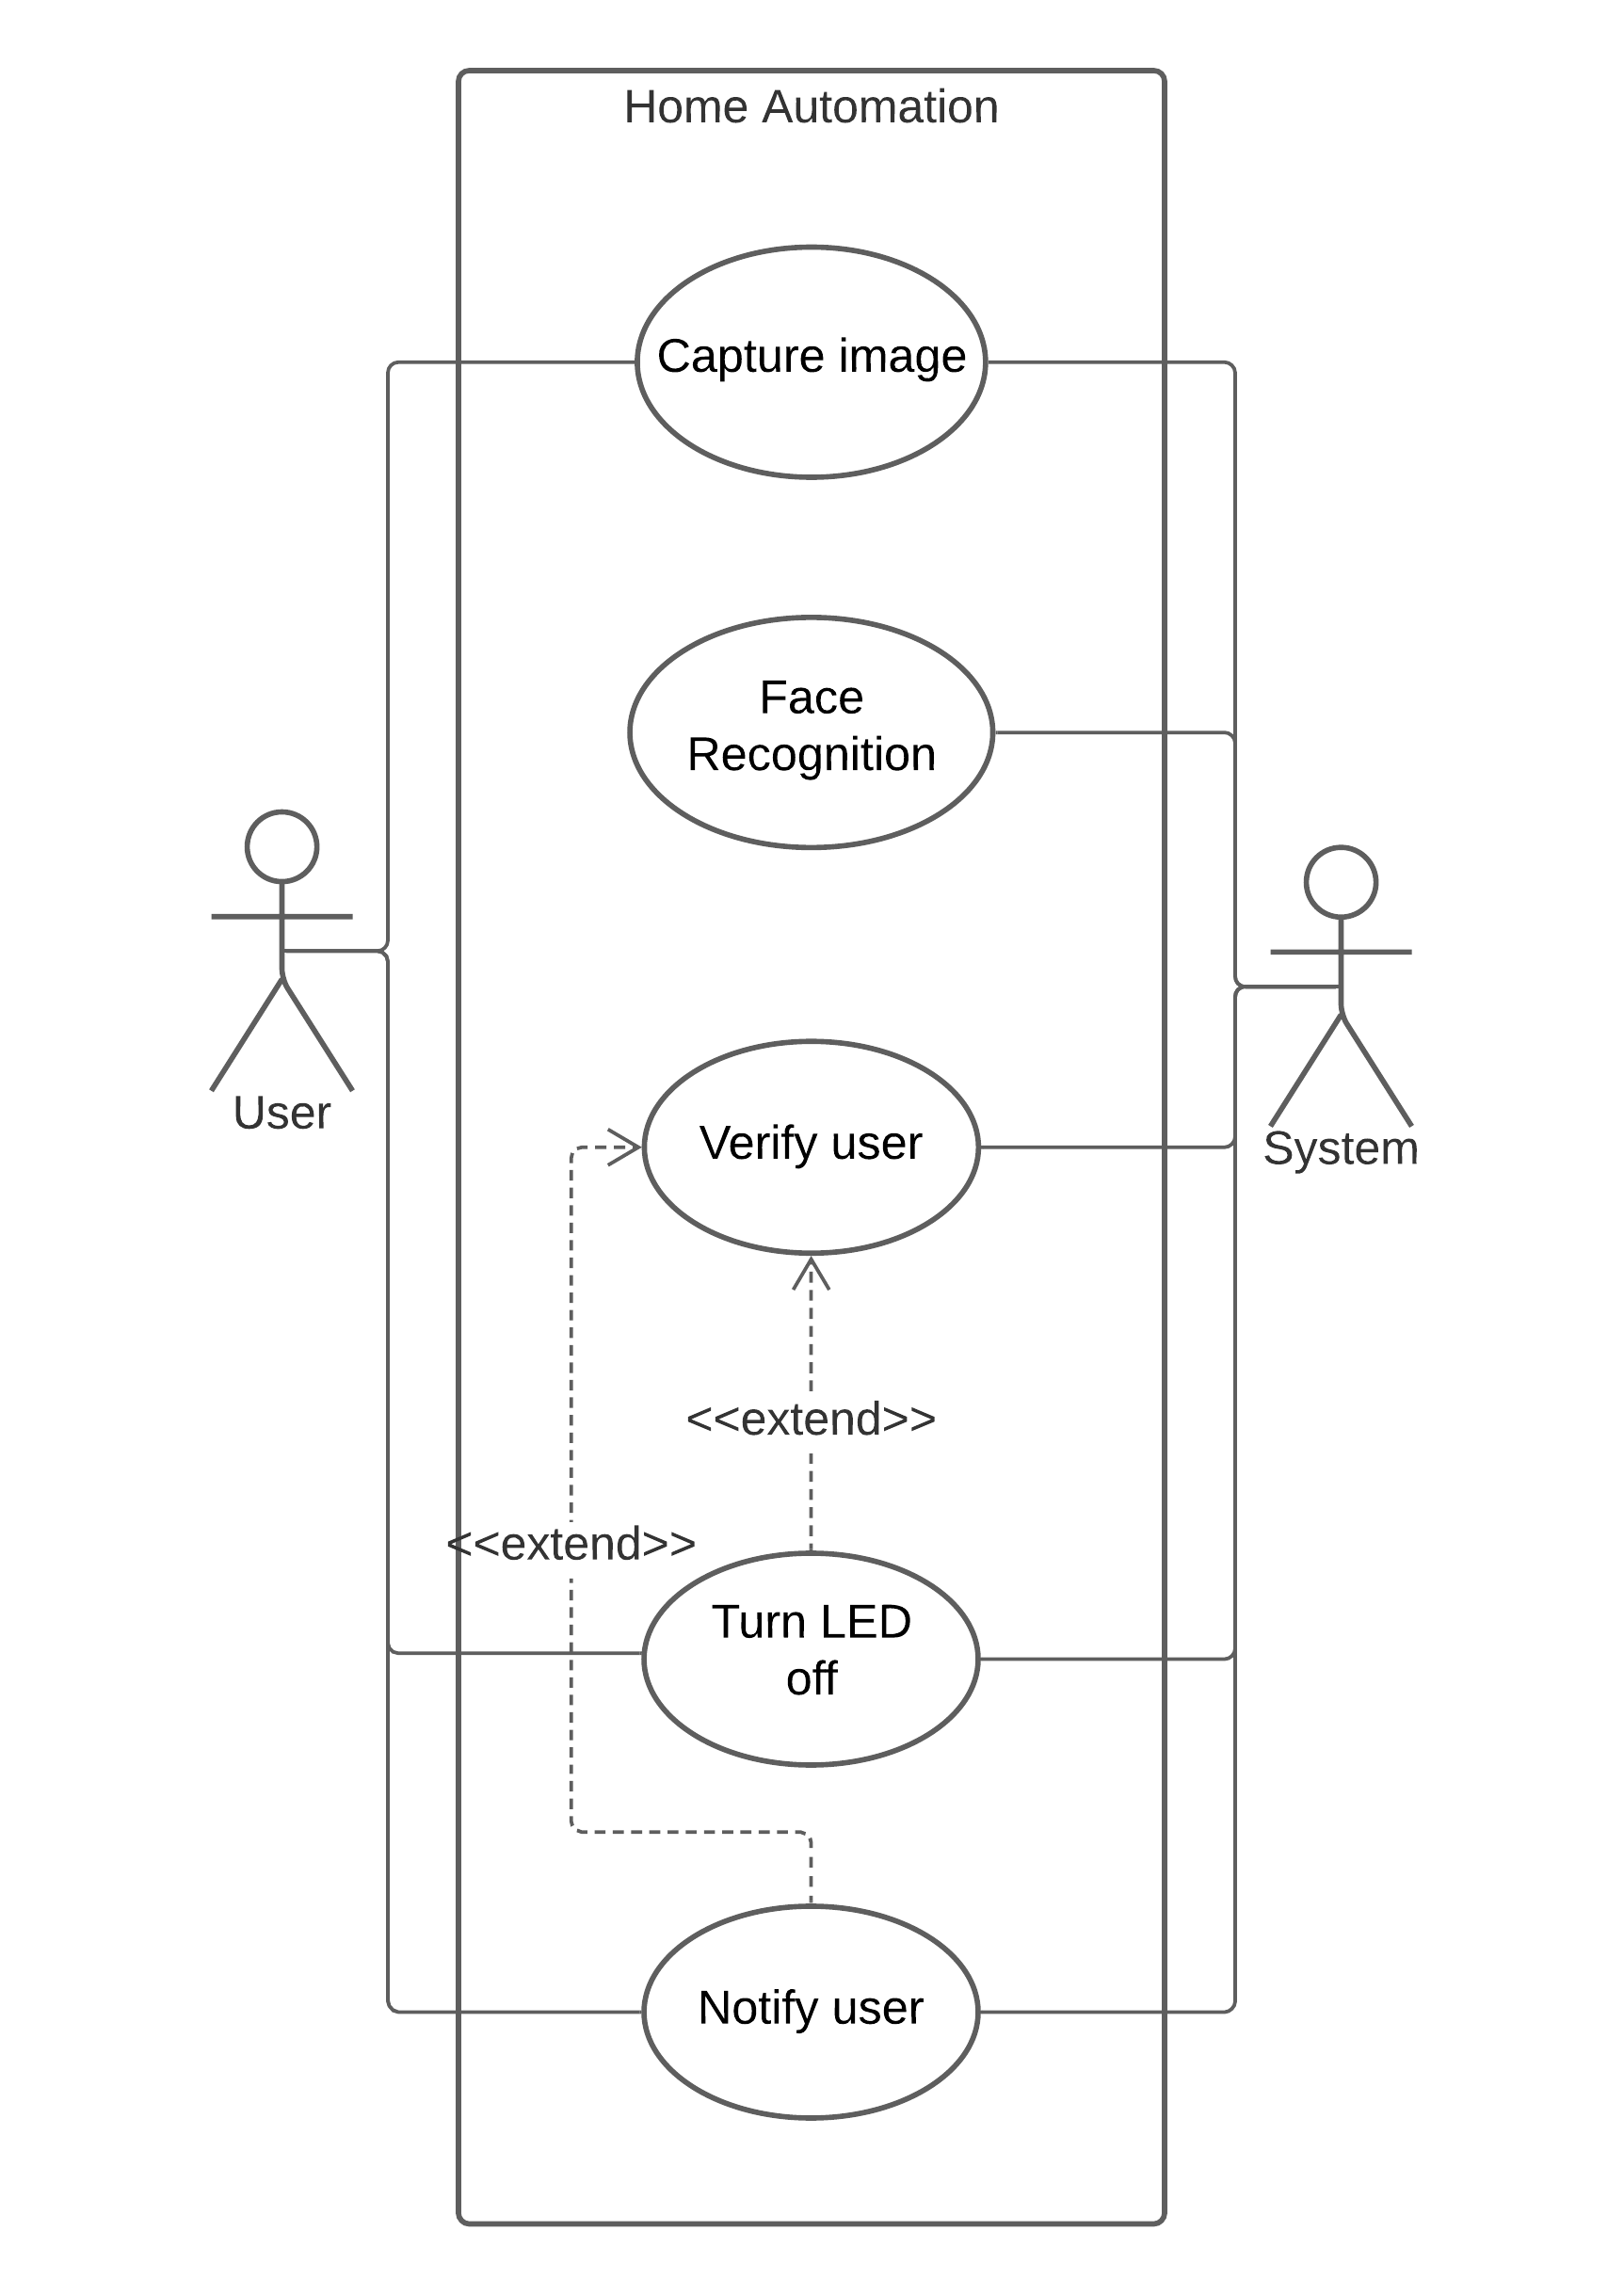 Home Automation
Capture image
Face
Recognition
User
Verify user
System
<<extend>>
<<extend>>
Turn LED
off
Notify user